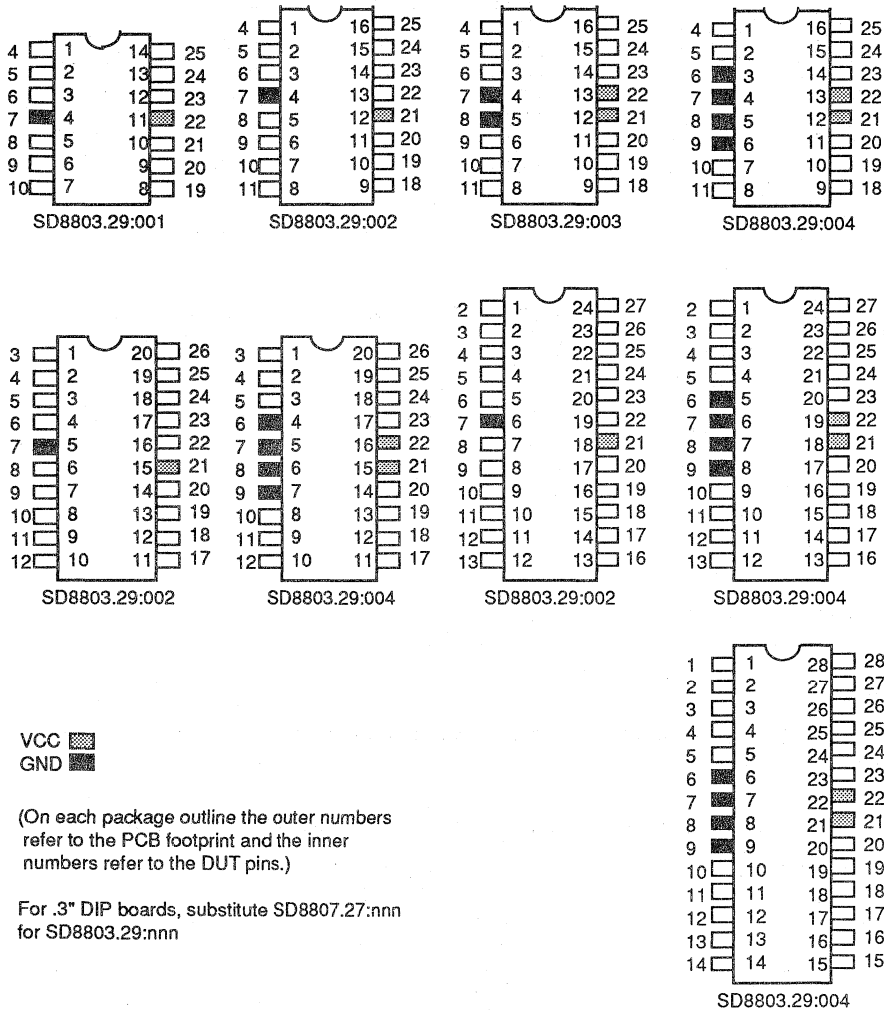 4 1 14 25
5 2 13 24
6 3 12 23
7 4 11 22
8 5 10 21
9 6 9 20
10 7 8 19
SD8803.29:001
4 1 16 25
5 2 15 24
6 3 14 23
7 4 13 22
8 5 12 21
9 6 11 20
10 7 10 19
11 8 9 18
SD8803.29:002
4 1 16 25
5 2 15 24
6 3 14 23
7 4 13 22
8 5 12 21
9 6 11 20
10 7 10 19
11 8 9 18
SD8803.29:003
4 1 16 25
5 2 15 24
6 3 14 23
7 4 13 22
8 5 12 21
9 6 11 20
10 7 10 19
11 8 9 18
SD8803.29:004
3 1 20 26
4 2 19 25
5 3 18 24
6 4 17 23
7 5 16 22
8 6 15 21
9 7 14 20
10 8 13 19
11 9 12 18
12 10 11 17
SD8803.29:002
3 1 20 26
4 2 19 25
5 3 18 24
6 4 17 23
7 5 16 22
8 6 15 21
9 7 14 20
10 8 13 19
11 9 12 18
12 10 11 17
SD8803.29:004
2 1 24 27
3 2 23 26
4 3 22 25
5 4 21 24
6 5 20 23
7 6 19 22
8 7 18 21
9 8 17 20
10 9 16 19
11 10 15 18
12 11 14 17
13 12 13 16
SD8803.29:002
2 1 24 27
3 2 23 26
4 3 22 25
5 4 21 24
6 5 20 23
7 6 19 22
8 7 18 21
9 8 17 20
10 9 16 19
11 10 15 18
12 11 14 17
13 12 13 16
SD8803.29:004
VCC
GND
(On each package outline the outer numbers
refer to the PCB footprint and the inner
numbers refer to the DUT pins.)
For .3" DIP boards, substitute SD8807.27:nnn
for SD8803.29:nnn
1 1 28 28
2 2 27 27
3 3 26 26
4 4 25 25
5 5 24 24
6 6 23 23
7 7 22 22
8 8 21 21
9 9 20 20
10 10 19 19
11 11 18 18
12 12 17 17
13 13 16 16
14 14 15 15
SD8803.29:004